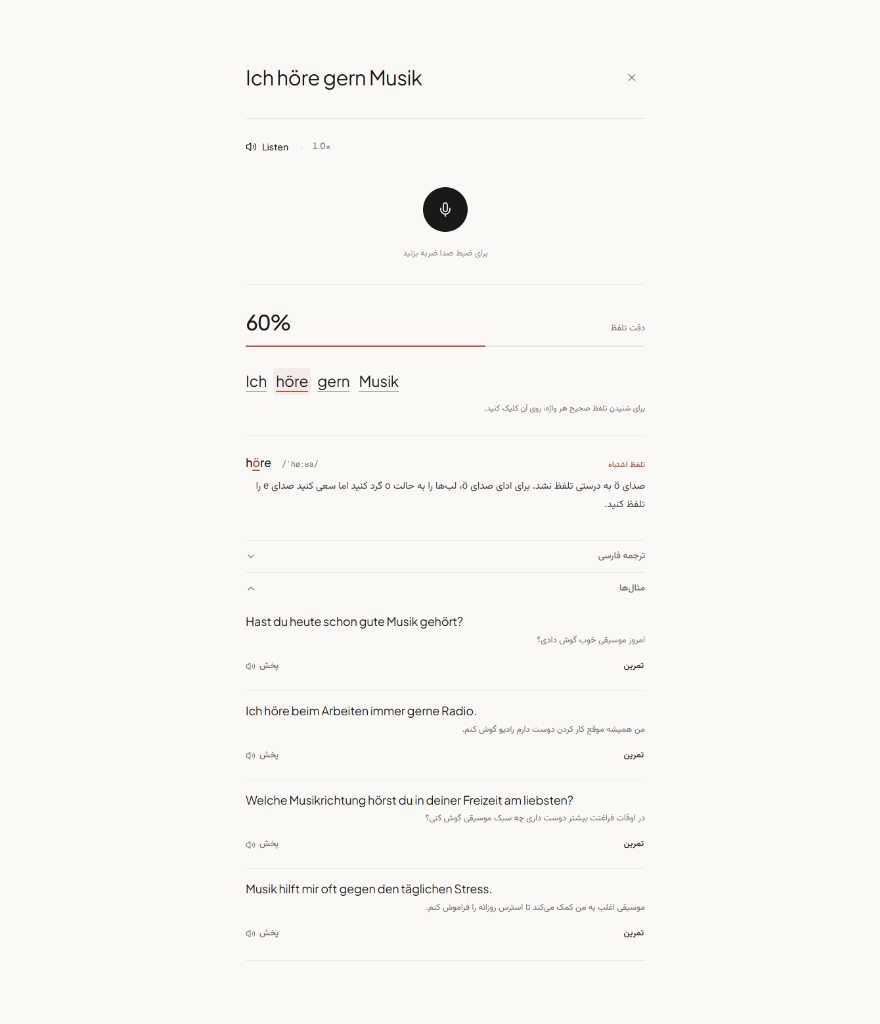 Ich höre gern Musik
Listen · 1.0×
برای ضبط صدا ضربه بزنید
60%
دقت تلفظ
Ich höre gern Musik
برای شنیدن تلفظ صحیح هر واژه، روی آن کلیک کنید.
höre /ˈhøːʁə/
تلفظ اشتباه
صدای ö به درستی تلفظ نشد. برای ادای صدای ö، لب‌ها را به حالت o گرد کنید اما سعی کنید صدای e را
تلفظ کنید.
ترجمه فارسی
مثال‌ها
Hast du heute schon gute Musik gehört?
امروز موسیقی خوب گوش دادی؟
تمرین
پخش
Ich höre beim Arbeiten immer gerne Radio.
من همیشه موقع کار کردن دوست دارم رادیو گوش کنم.
تمرین
پخش
Welche Musikrichtung hörst du in deiner Freizeit am liebsten?
در اوقات فراغتت بیشتر دوست داری چه سبک موسیقی گوش کنی؟
تمرین
پخش
Musik hilft mir oft gegen den täglichen Stress.
موسیقی اغلب به من کمک می‌کند تا استرس روزانه را فراموش کنم.
تمرین
پخش